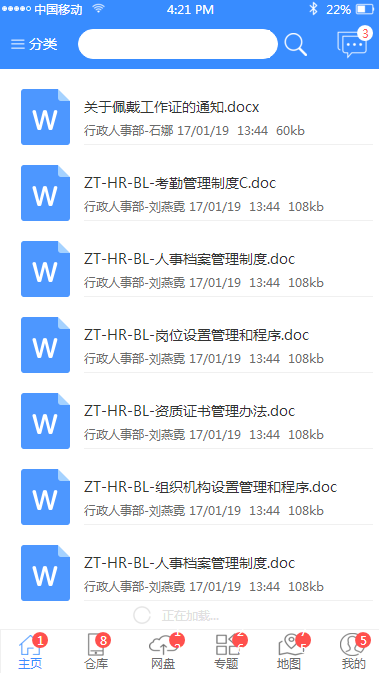 中国移动 4:21 PM 22%
分类 3
关于佩戴工作证的通知.docx
行政人事部-石娜 17/01/19 13:44 60kb
ZT-HR-BL-考勤管理制度C.doc
行政人事部-刘燕霓 17/01/19 13:44 108kb
ZT-HR-BL-人事档案管理制度.doc
行政人事部-刘燕霓 17/01/19 13:44 108kb
ZT-HR-BL-岗位设置管理和程序.doc
行政人事部-刘燕霓 17/01/19 13:44 108kb
ZT-HR-BL-资质证书管理办法.doc
行政人事部-刘燕霓 17/01/19 13:44 108kb
ZT-HR-BL-组织机构设置管理和程序.doc
行政人事部-刘燕霓 17/01/19 13:44 108kb
ZT-HR-BL-人事档案管理制度.doc
行政人事部-刘燕霓 17/01/19 13:44 108kb
正在加载...
1 8 5
主页 仓库 网盘 专题 地图 我的